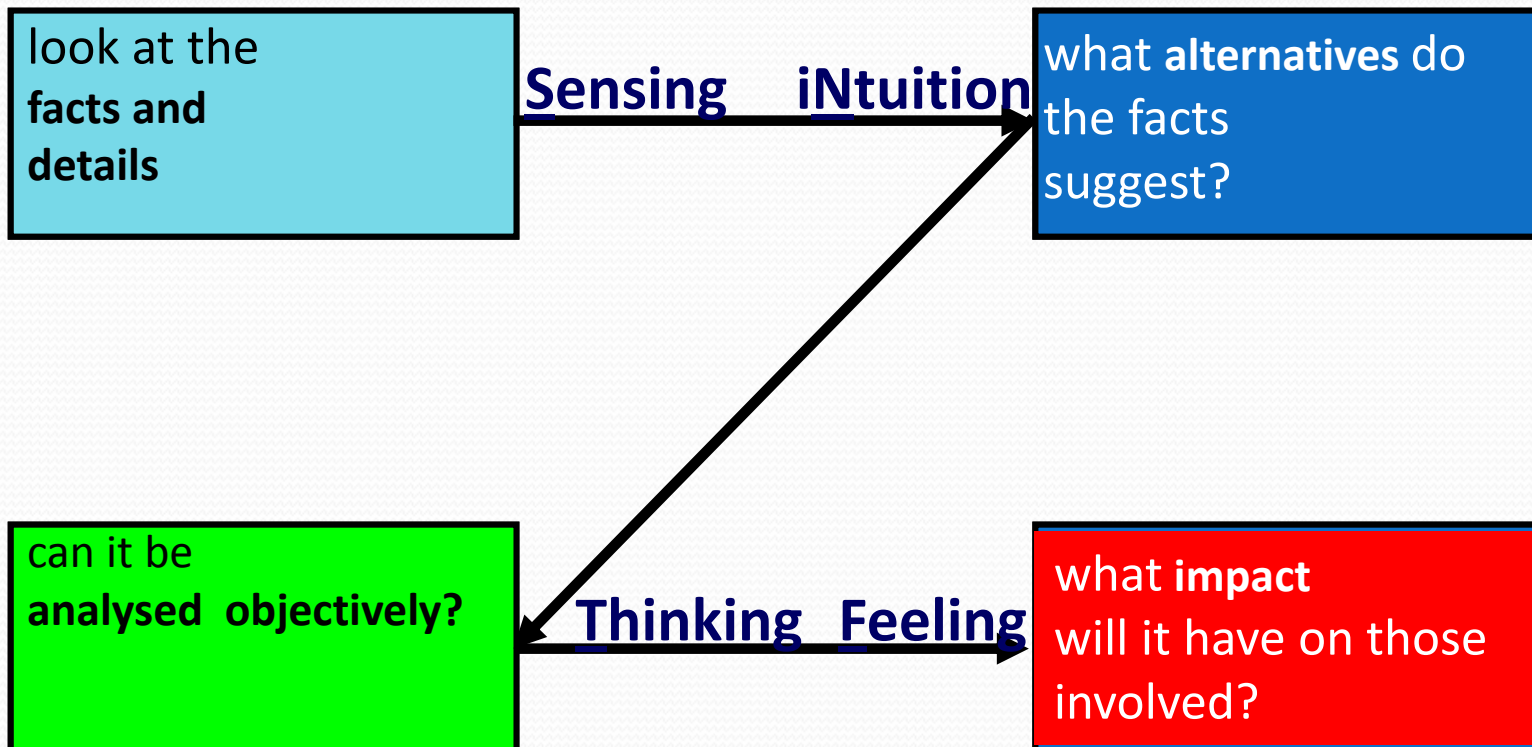 look at the
facts and
details
Sensing iNtuition
what alternatives do
the facts
suggest?
can it be
analysed objectively?
Thinking Feeling
what impact
will it have on those
involved?